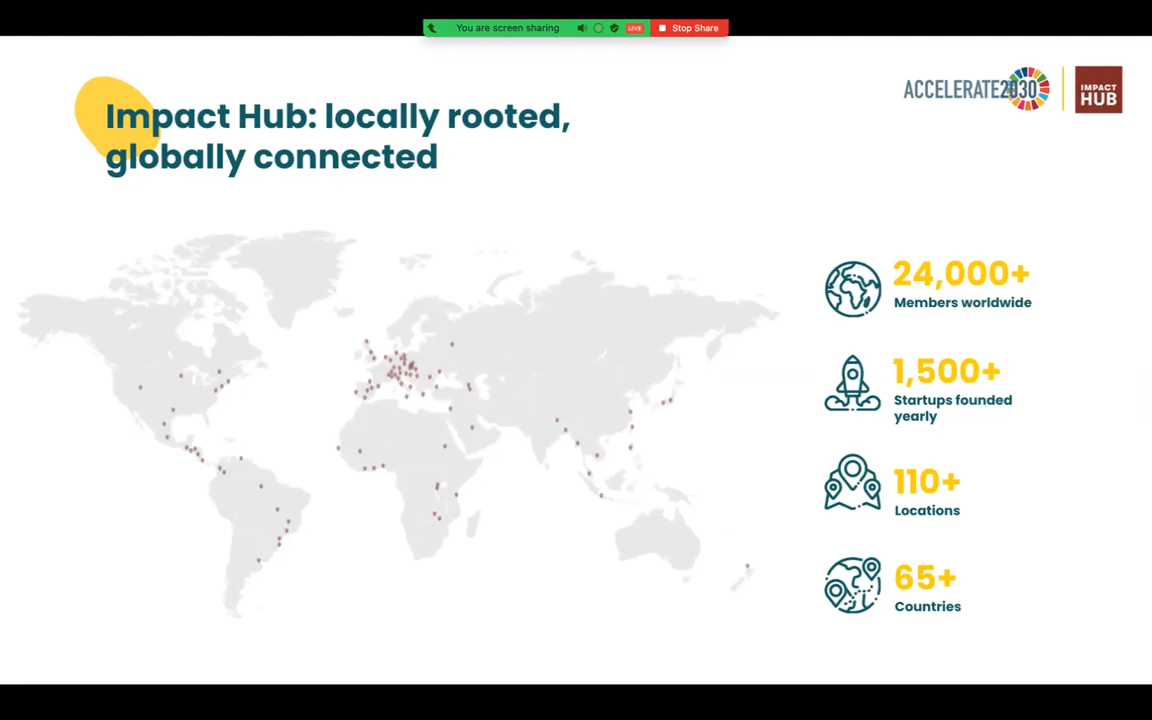 You are screen sharing
LIVE
Stop Share
Impact Hub: locally rooted,
globally connected
ACCELERATE2030
IMPACT
HUB
24,000+
Members worldwide
1,500+
Startups founded
yearly
110+
Locations
65+
Countries